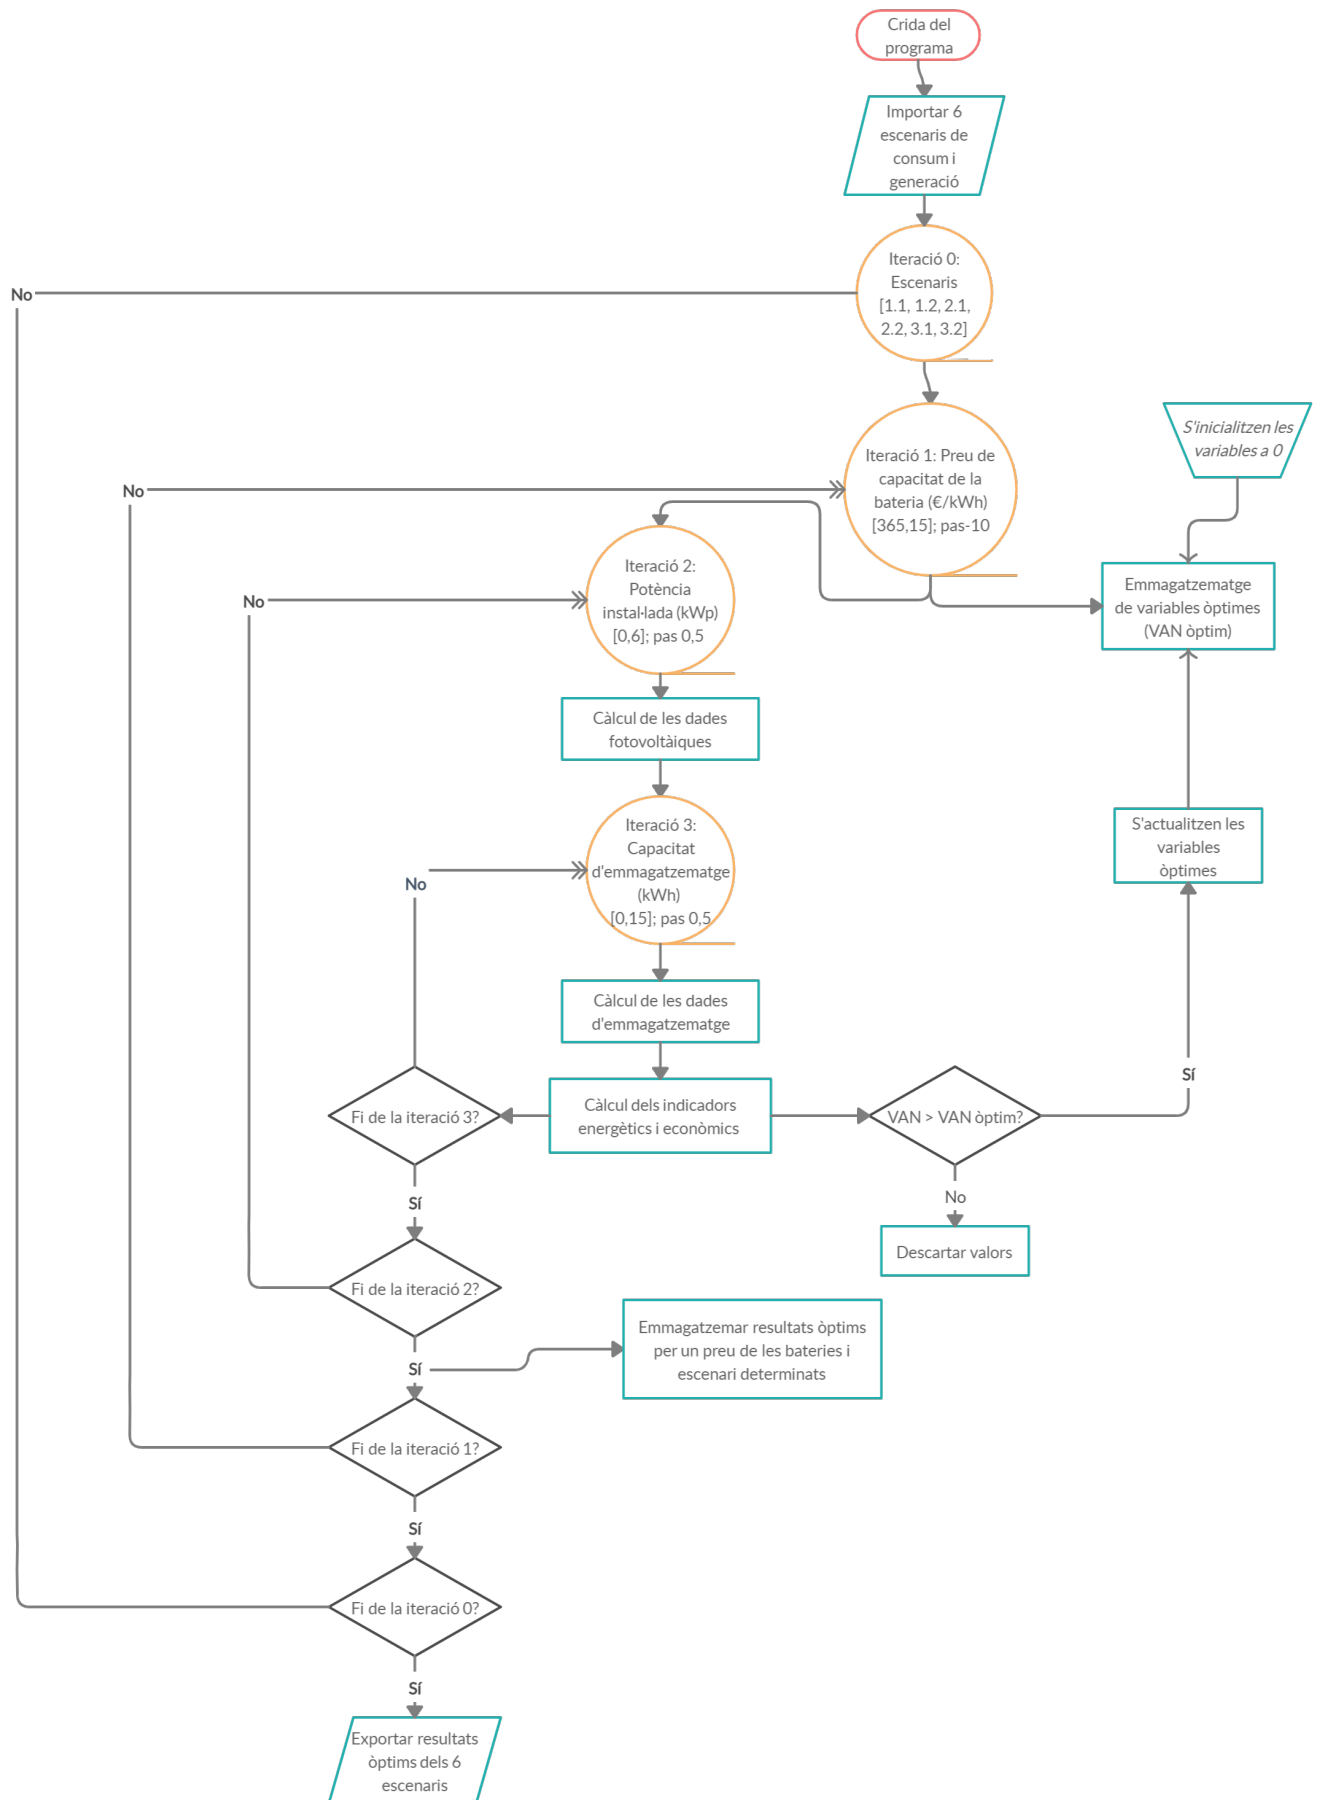 Crida del
programa
Importar 6
escenaris de
consum i
generació
Iteració 0:
Escenaris
[1.1, 1.2, 2.1,
2.2, 3.1, 3.2]
No
Iteració 1: Preu de
capacitat de la
bateria (€/kWh)
[365,15]; pas-10
S'inicialitzen les
variables a 0
No
Iteració 2:
Potència
instal·lada (kWp)
[0,6]; pas 0,5
No
Emmagatzematge
de variables òptimes
(VAN òptim)
Càlcul de les dades
fotovoltàiques
Iteració 3:
Capacitat
d'emmagatzematge
(kWh)
[0,15]; pas 0,5
No
S'actualitzen les
variables
òptimes
Càlcul de les dades
d'emmagatzematge
Sí
Fi de la iteració 3?
Càlcul dels indicadors
energètics i econòmics
VAN > VAN òptim?
Sí
No
Descartar valors
Fi de la iteració 2?
Emmagatzemar resultats òptims
per un preu de les bateries i
escenari determinats
Sí
Fi de la iteració 1?
Sí
Fi de la iteració 0?
Sí
Exportar resultats
òptims dels 6
escenaris